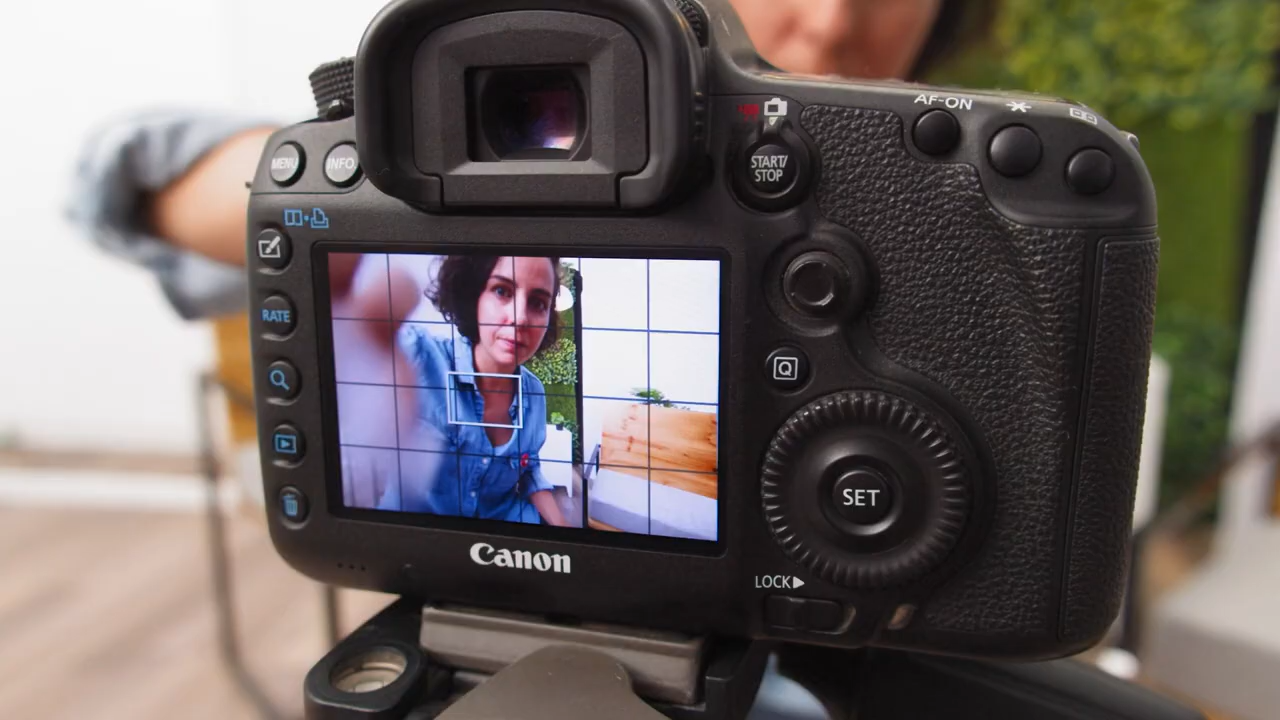 AF-ON
MENU
INFO.
START/
STOP
RATE
Q
SET
Canon
LOCK